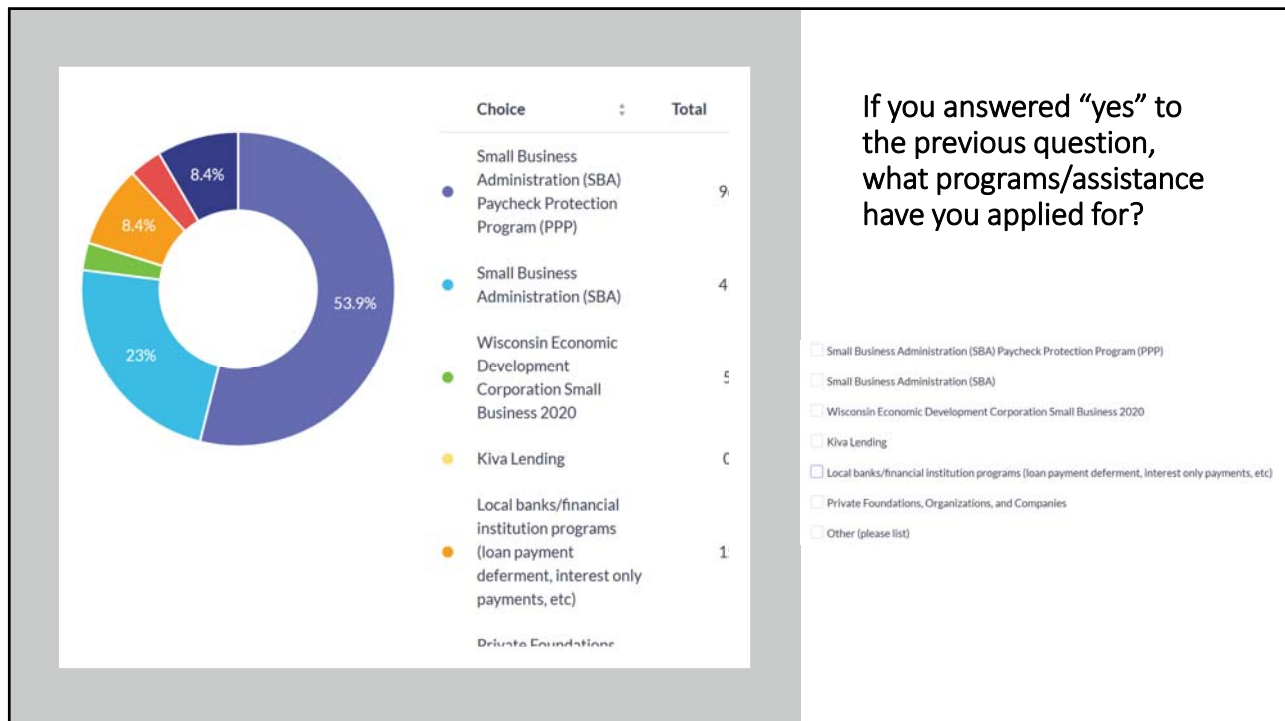 If you answered “yes” to
the previous question,
what programs/assistance
have you applied for?
Choice Total
Small Business
Administration (SBA)
Paycheck Protection
Program (PPP)
Small Business
Administration (SBA)
4
Wisconsin Economic
Development
Corporation Small
Business 2020
Kiva Lending
Local banks/financial
institution programs
(loan payment
deferment, interest only
payments, etc)
1
Private Foundations
8.4%
8.4%
53.9%
23%
Small Business Administration (SBA) Paycheck Protection Program (PPP)
Small Business Administration (SBA)
Wisconsin Economic Development Corporation Small Business 2020
Kiva Lending
Local banks/financial institution programs (loan payment deferment, interest only payments, etc)
Private Foundations, Organizations, and Companies
Other (please list)